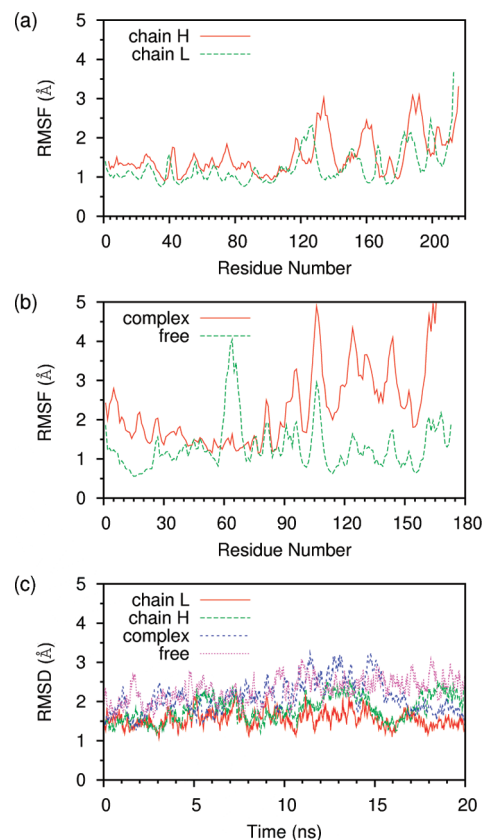 (a)
5
4
3
2
1
0
RMSF (Å)
chain H
chain L
0 40 80 120 160 200
Residue Number
(b)
5
4
3
2
1
0
RMSF (Å)
complex
free
0 30 60 90 120 150 180
Residue Number
(c)
5
4
3
2
1
0
RMSD (Å)
chain L
chain H
complex
free
0 5 10 15 20
Time (ns)